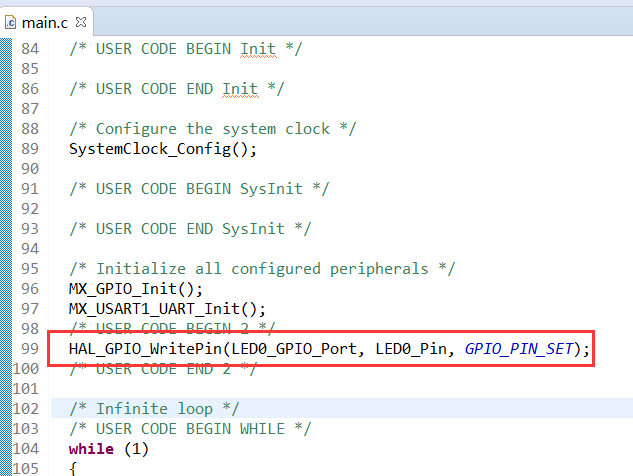 main.c
84 /* USER CODE BEGIN Init */
85
86 /* USER CODE END Init */
87
88 /* Configure the system clock */
89 SystemClock_Config();
90
91 /* USER CODE BEGIN SysInit */
92
93 /* USER CODE END SysInit */
94
95 /* Initialize all configured peripherals */
96 MX_GPIO_Init();
97 MX_USART1_UART_Init();
98 /* USER CODE BEGIN 2 */
99 HAL_GPIO_WritePin(LED0_GPIO_Port, LED0_Pin, GPIO_PIN_SET);
100 /* USER CODE END 2 */
101
102 /* Infinite loop */
103 /* USER CODE BEGIN WHILE */
104 while (1)
105 {